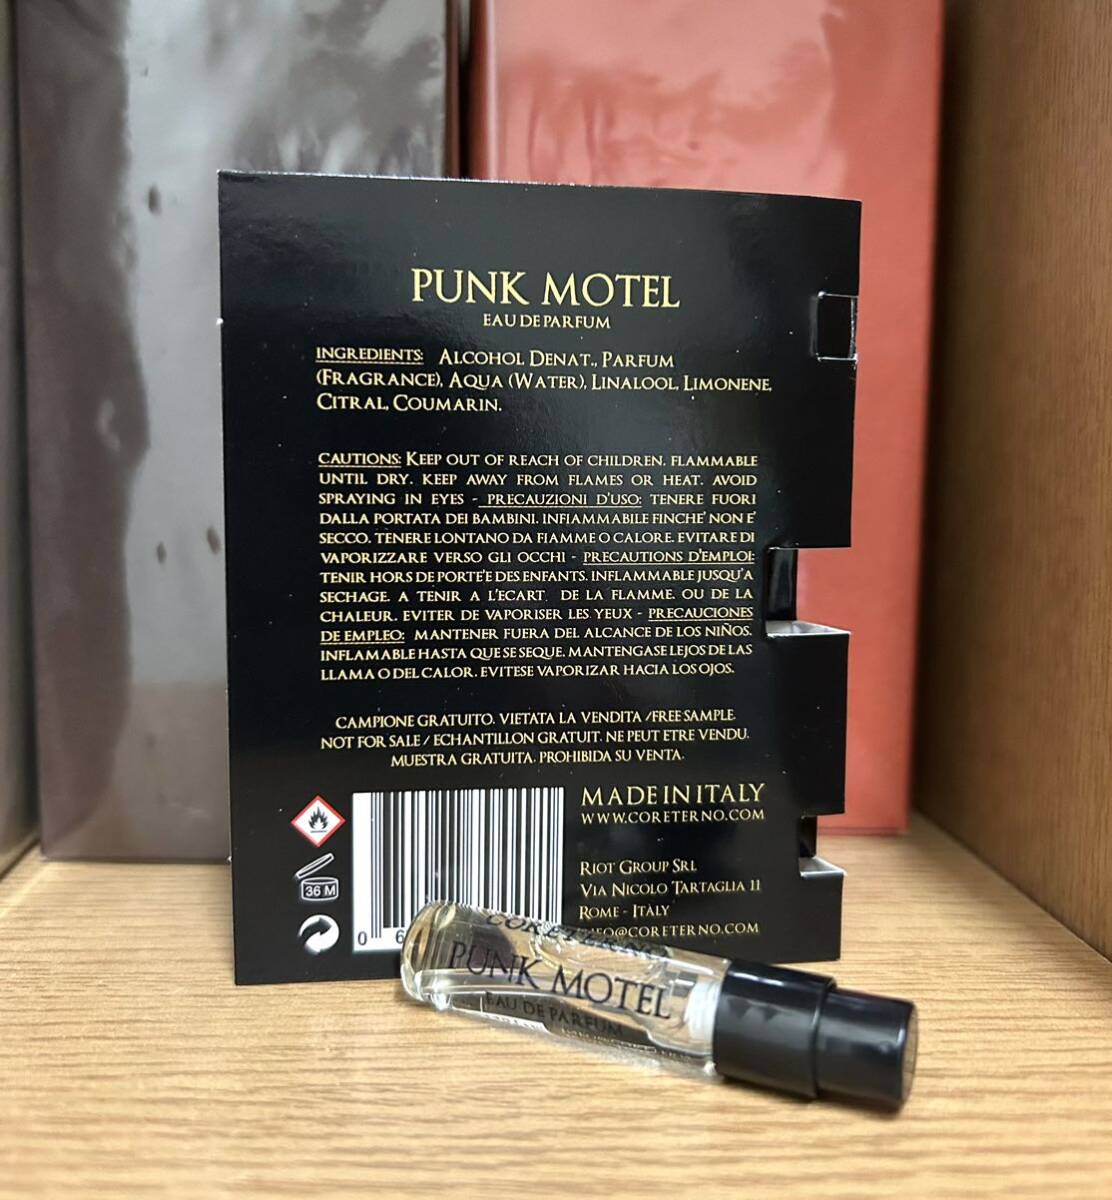 PUNK MOTEL
EAU DE PARFUM
INGREDIENTS: ALCOHOL DENAT., PARFUM
(FRAGRANCE), AQUA (WATER), LINALOOL, LIMONENE,
CITRAL, COUMARIN.
CAUTIONS: KEEP OUT OF REACH OF CHILDREN. FLAMMABLE
UNTIL DRY. KEEP AWAY FROM FLAMES OR HEAT. AVOID
SPRAYING IN EYES - PRECAUZIONI D'USO: TENERE FUORI
DALLA PORTATA DEI BAMBINI. INFIAMMABILE FINCHE' NON E'
SECCO. TENERE LONTANO DA FIAMME O CALORE. EVITARE DI
VAPORIZZARE VERSO GLI OCCHI - PRECAUTIONS D'EMPLOI:
TENIR HORS DE PORTE'E DES ENFANTS. INFLAMMABLE JUSQU'A
SECHAGE. A TENIR A L'ECART DE LA FLAMME. OU DE LA
CHALEUR. EVITER DE VAPORISER LES YEUX - PRECAUCIONES
DE EMPLEO: MANTENER FUERA DEL ALCANCE DE LOS NIÑOS.
INFLAMABLE HASTA QUE SE SEQUE. MANTENGASE LEJOS DE LAS
LLAMA O DEL CALOR. EVITESE VAPORIZAR HACIA LOS OJOS.
CAMPIONE GRATUITO. VIETATA LA VENDITA /FREE SAMPLE.
NOT FOR SALE / ECHANTILLON GRATUIT. NE PEUT ETRE VENDU.
MUESTRA GRATUITA. PROHIBIDA SU VENTA.
MADE IN ITALY
WWW.CORETERNO.COM
RIOT GROUP SRL
VIA NICOLO TARTAGLIA 11
ROME - ITALY
@CORETERNO.COM
36 M
0 6
CORETERNO
PUNK MOTEL
EAU DE PARFUM